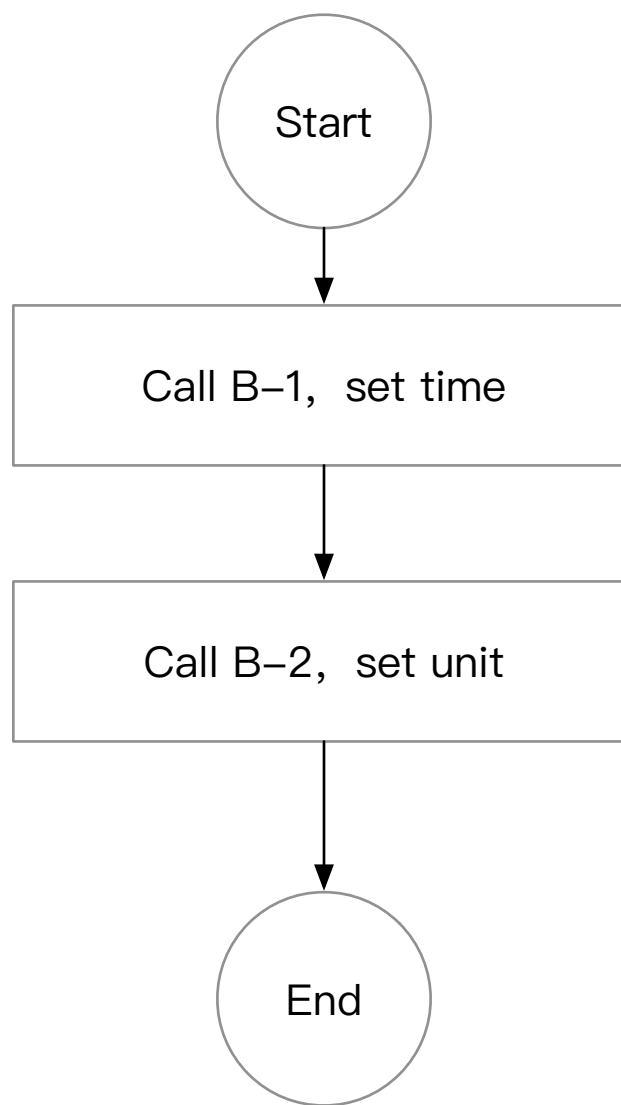 Start
Call B–1,  set time
Call B–2,  set unit
End